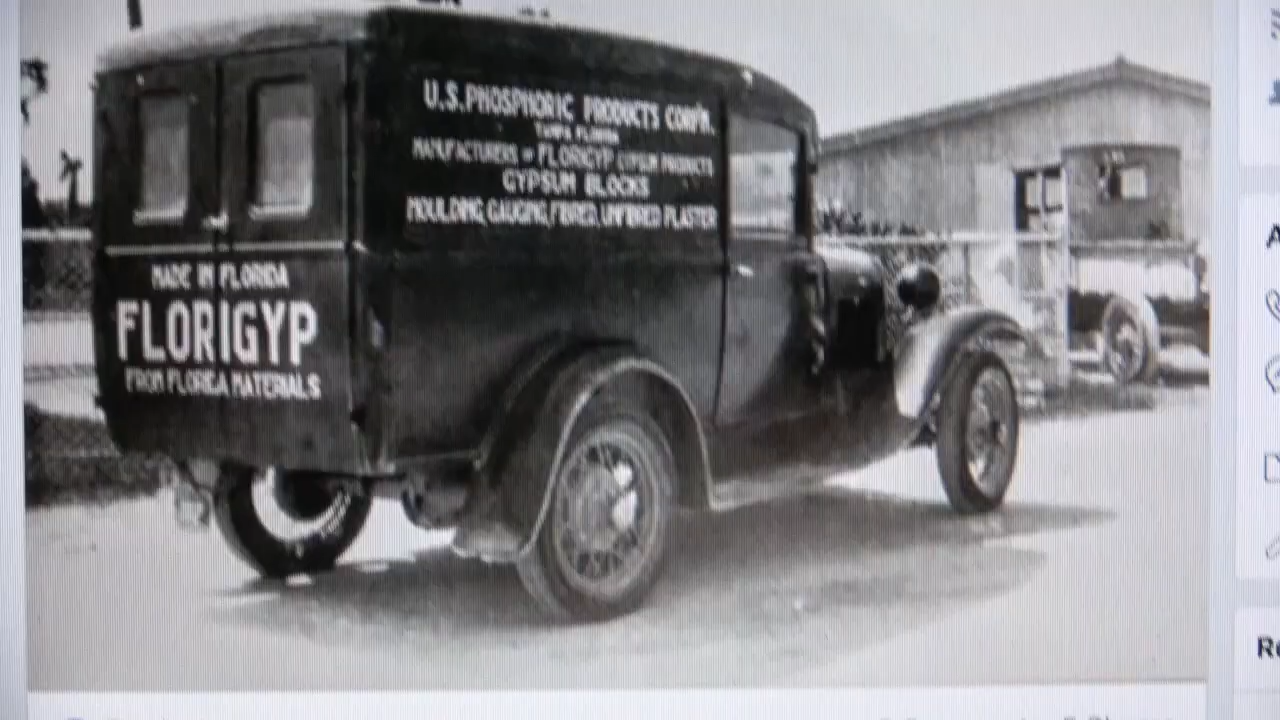 U.S. PHOSPHORIC PRODUCTS CORP'N.
TAMPA FLORIDA
MANUFACTURERS OF FLORIGYP GYPSUM PRODUCTS
GYPSUM BLOCKS
MOULDING, GAUGING, FIBRED, UNFIBRED PLASTER
MADE IN FLORIDA
FLORIGYP
FROM FLORIDA MATERIALS